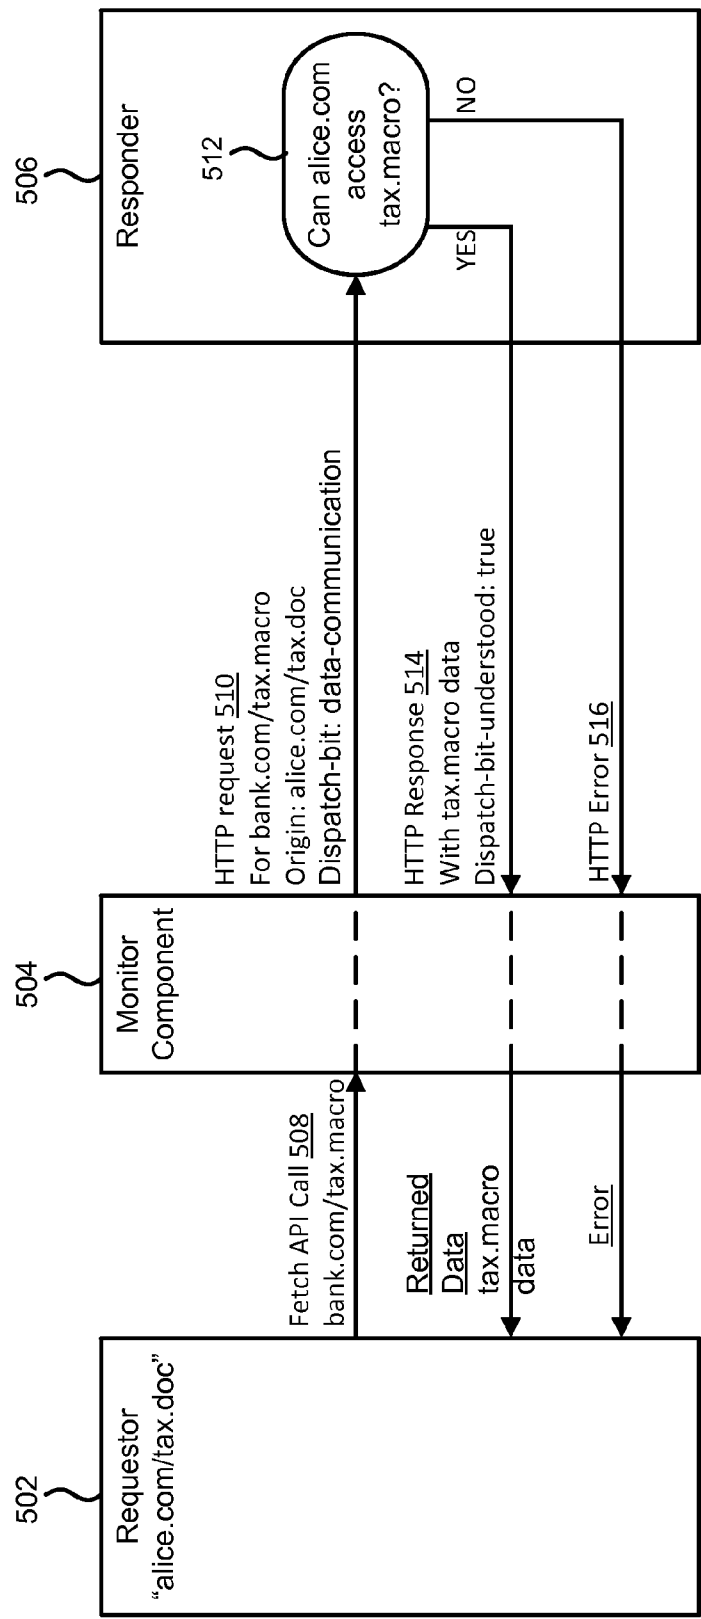 502
Requestor
“alice.com/tax.doc”
Fetch API Call 508
bank.com/tax.macro
Returned
Data
tax.macro
data
Error
504
Monitor
Component
HTTP request 510
For bank.com/tax.macro
Origin: alice.com/tax.doc
Dispatch-bit: data-communication
HTTP Response 514
With tax.macro data
Dispatch-bit-understood: true
HTTP Error 516
506
Responder
512
Can alice.com
access
tax.macro?
YES
NO